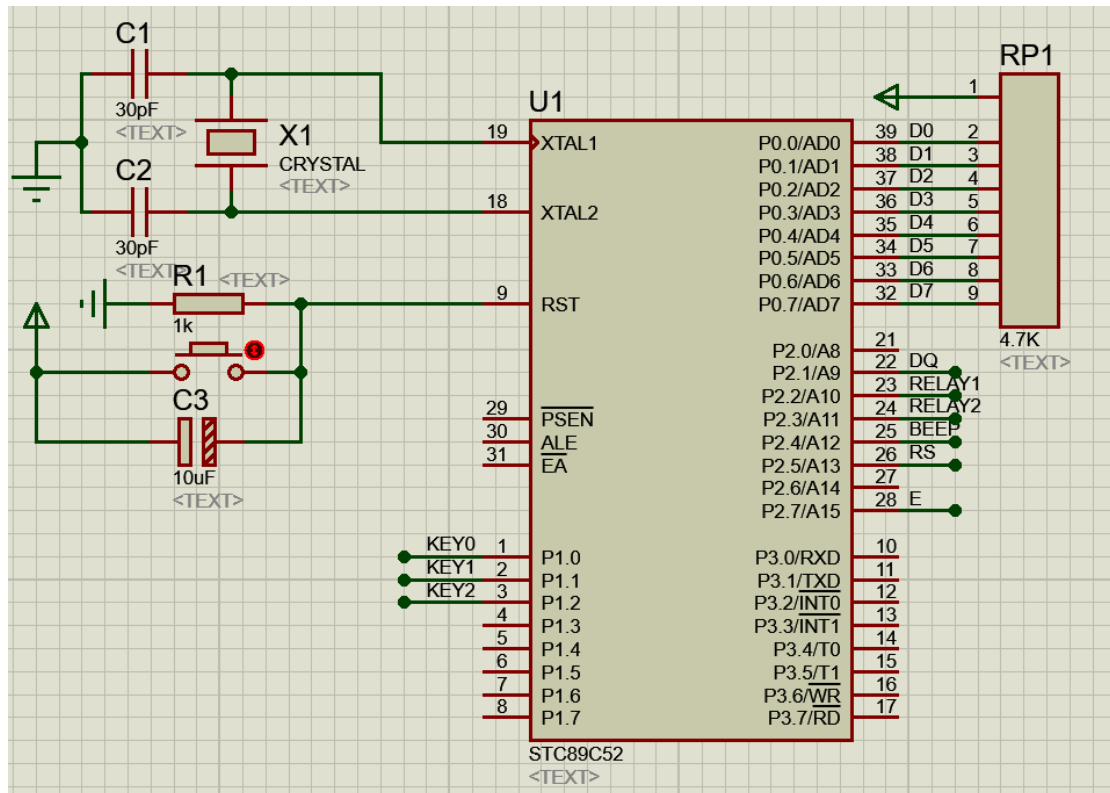 C1
30pF
<TEXT>
X1
CRYSTAL
<TEXT>
C2
30pF
<TEXT>
R1
<TEXT>
1k
C3
10uF
<TEXT>
U1
19 XTAL1
18 XTAL2
9 RST
29 PSEN
30 ALE
31 EA
KEY0 1 P1.0
KEY1 2 P1.1
KEY2 3 P1.2
4 P1.3
5 P1.4
6 P1.5
7 P1.6
8 P1.7
P0.0/AD0 39 D0 2
P0.1/AD1 38 D1 3
P0.2/AD2 37 D2 4
P0.3/AD3 36 D3 5
P0.4/AD4 35 D4 6
P0.5/AD5 34 D5 7
P0.6/AD6 33 D6 8
P0.7/AD7 32 D7 9
P2.0/A8 21
P2.1/A9 22 DQ
P2.2/A10 23 RELAY1
P2.3/A11 24 RELAY2
P2.4/A12 25 BEEP
P2.5/A13 26 RS
P2.6/A14 27
P2.7/A15 28 E
P3.0/RXD 10
P3.1/TXD 11
P3.2/INT0 12
P3.3/INT1 13
P3.4/T0 14
P3.5/T1 15
P3.6/WR 16
P3.7/RD 17
STC89C52
<TEXT>
RP1
1
4.7K
<TEXT>